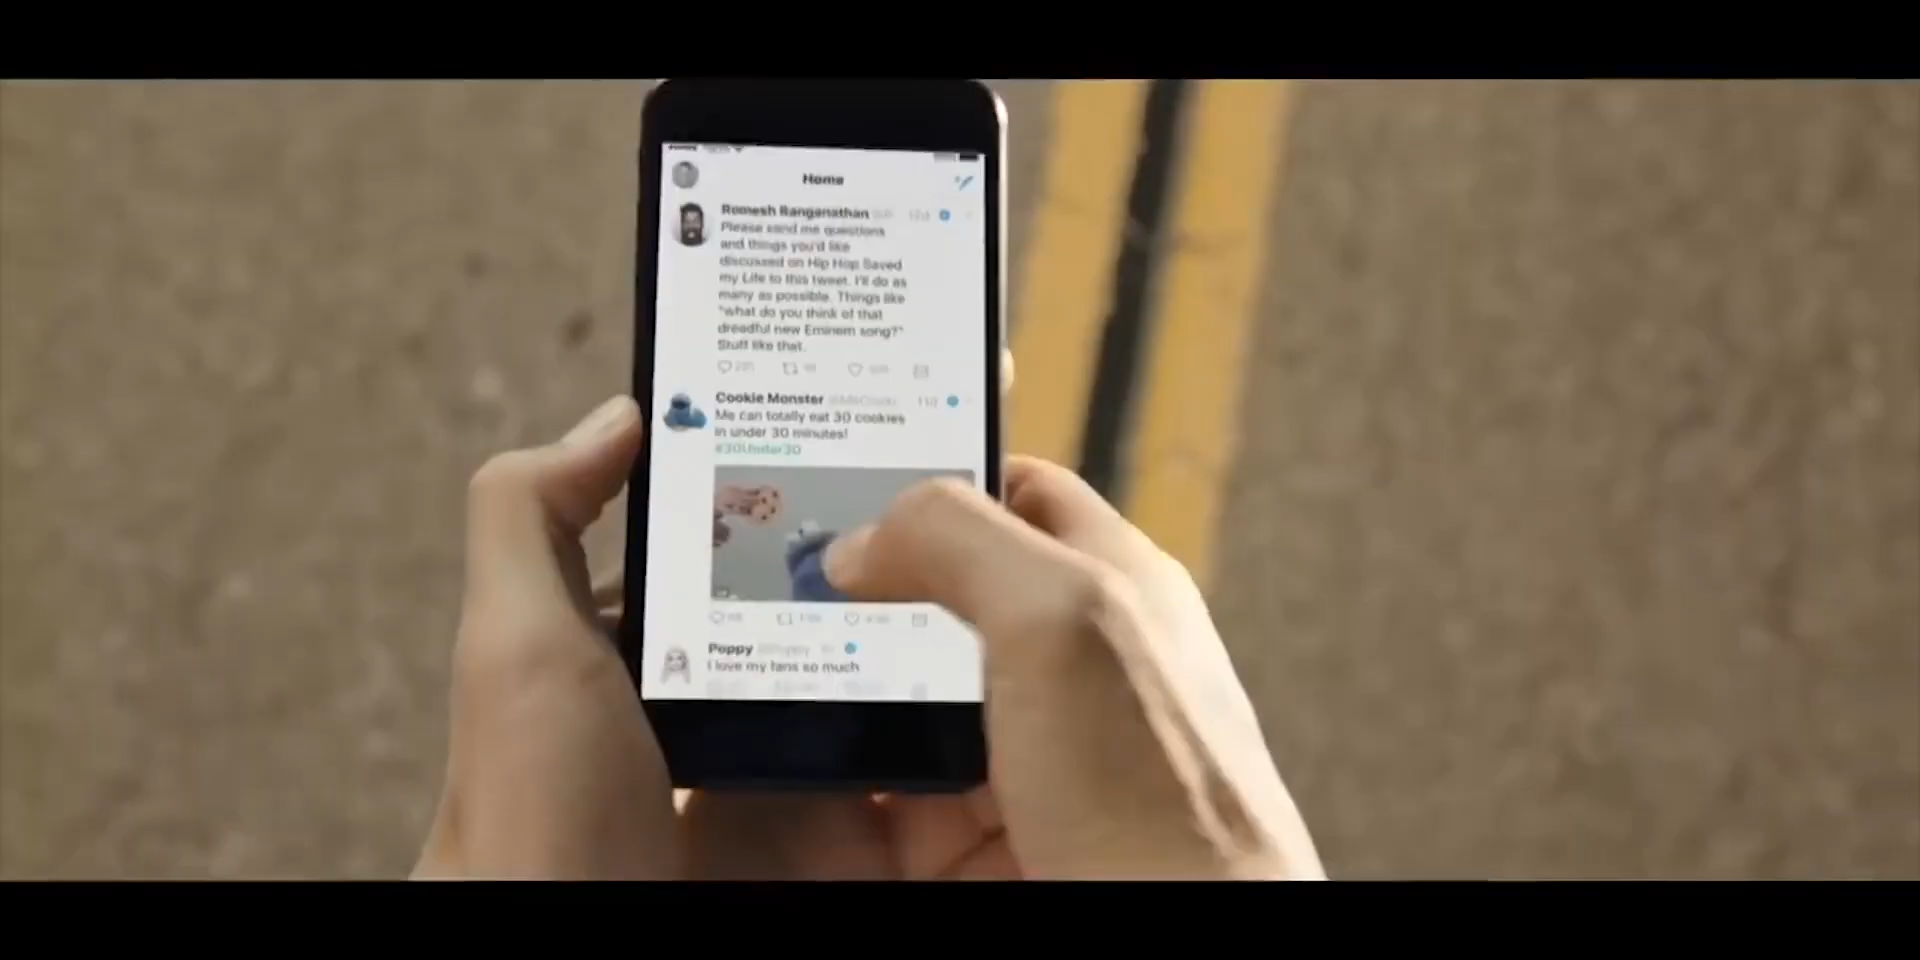 Home
Romesh Ranganathan
Please send me questions
and things you'd like
discussed on Hip Hop Saved
my Life to this tweet. I'll do as
many as possible. Things like
"what do you think of that
dreadful new Eminem song?"
Stuff like that.
Cookie Monster 11d
Me can totally eat 30 cookies
in under 30 minutes!
#30Under30
Poppy
I love my fans so much